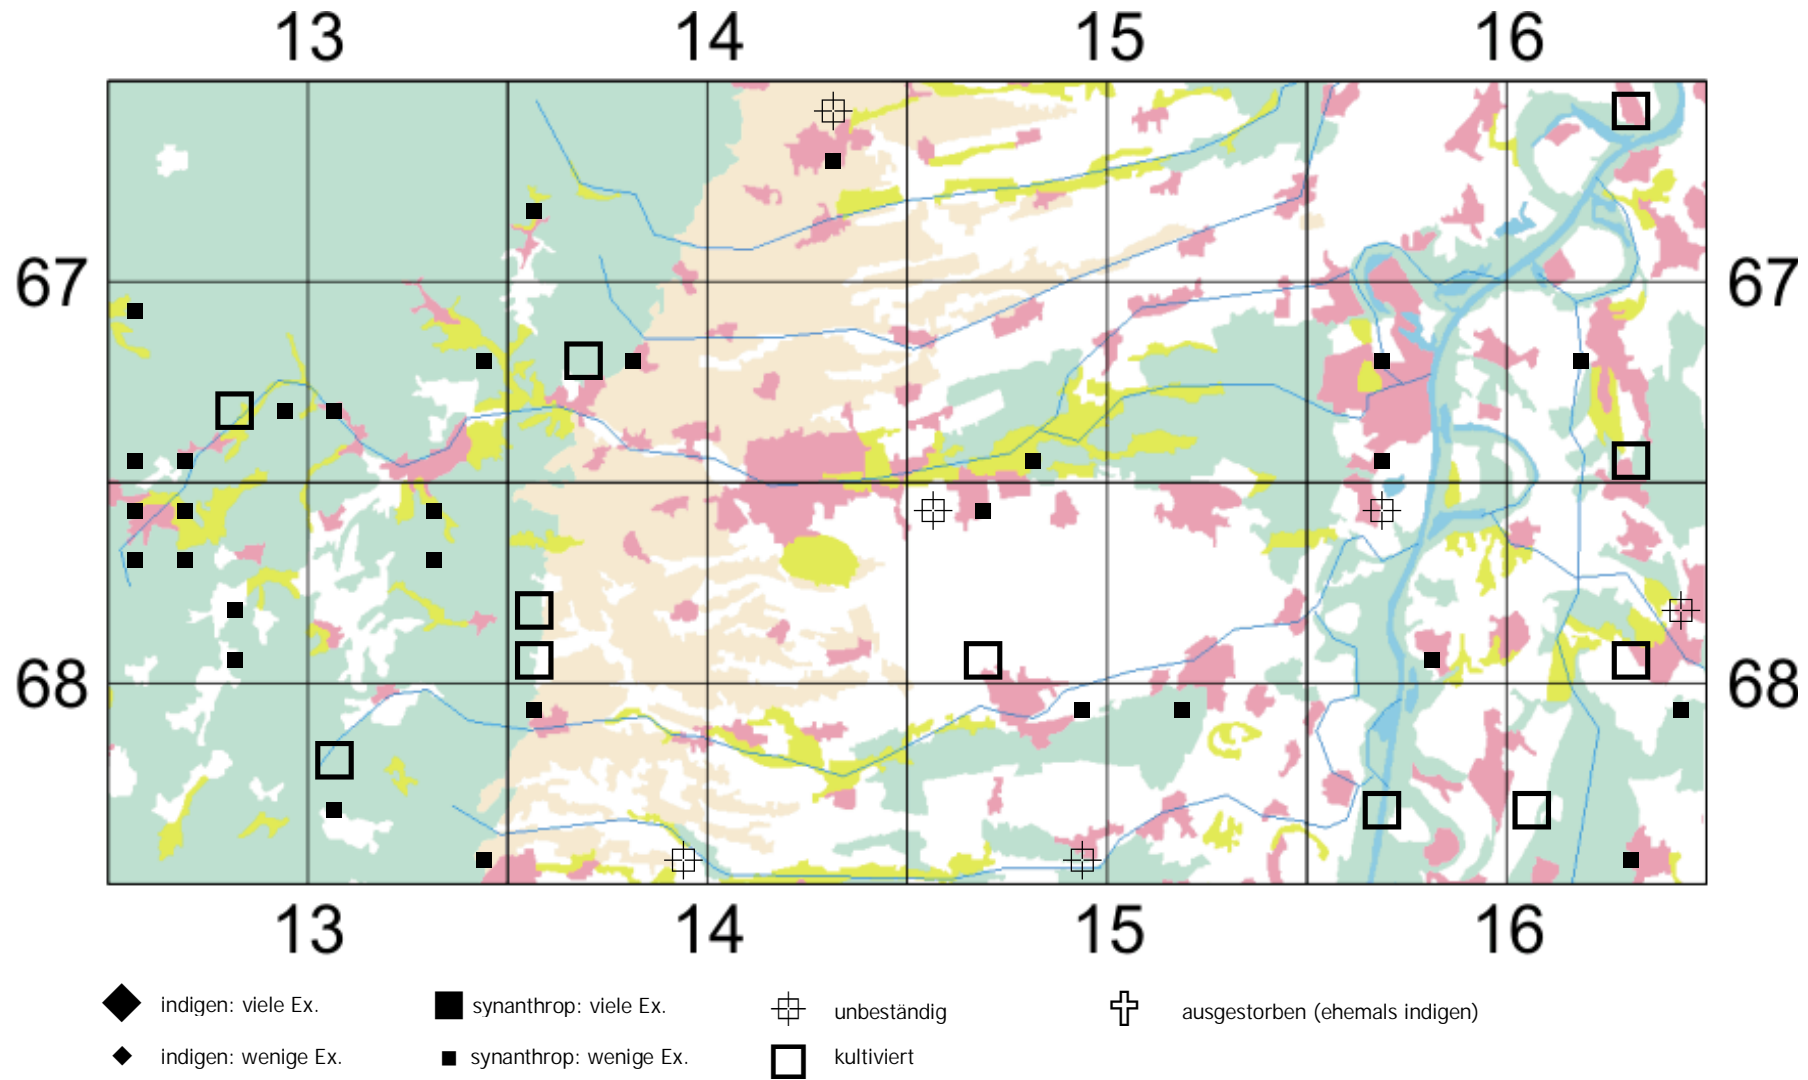 13 14 15 16
67 67
68 68
13 14 15 16
indigen: viele Ex. synanthrop: viele Ex. unbeständig ausgestorben (ehemals indigen)
indigen: wenige Ex. synanthrop: wenige Ex. kultiviert